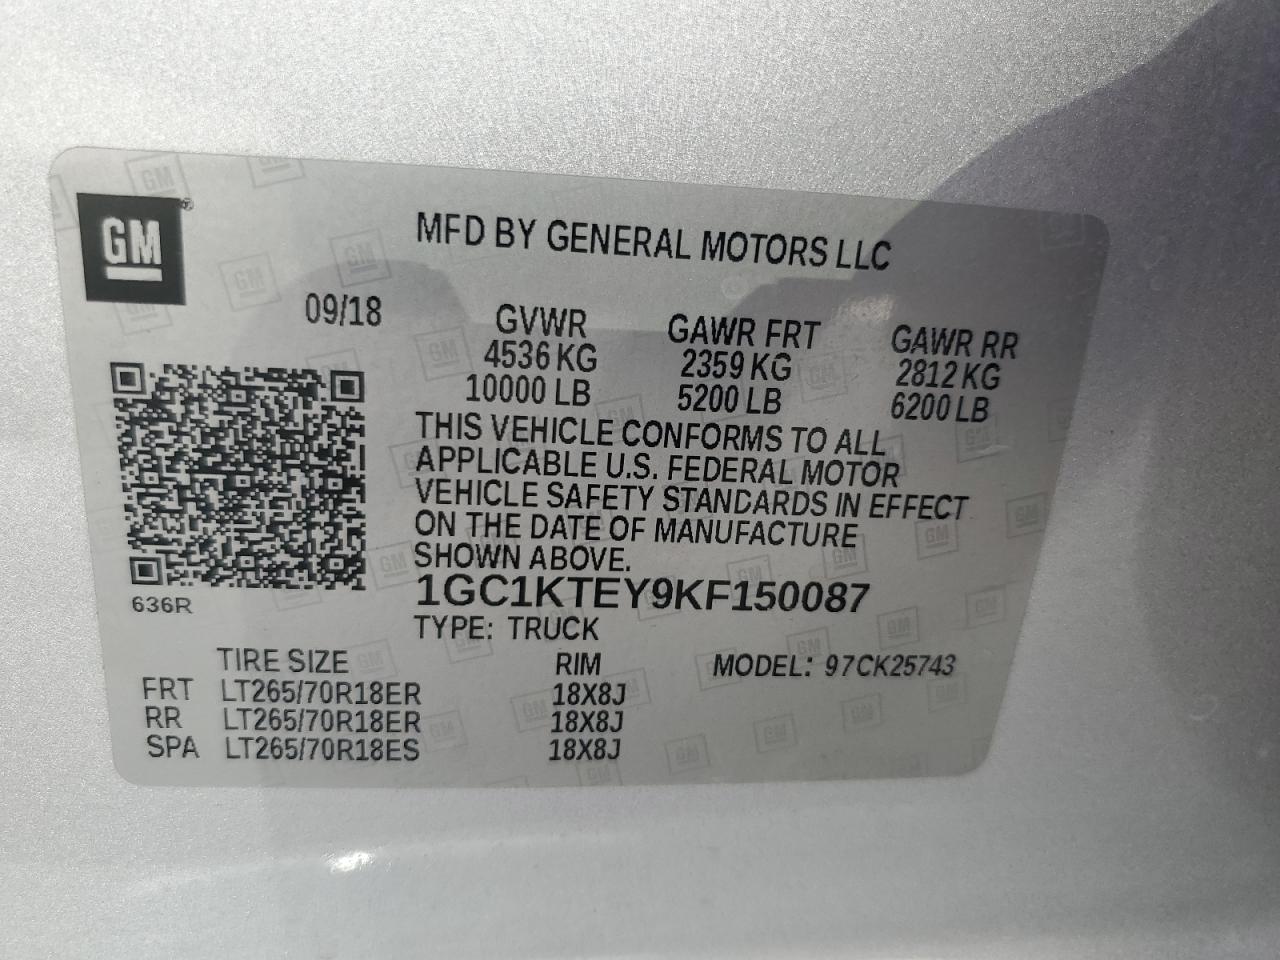 GM®
MFD BY GENERAL MOTORS LLC
09/18 GVWR GAWR FRT GAWR RR
4536 KG 2359 KG 2812 KG
10000 LB 5200 LB 6200 LB
THIS VEHICLE CONFORMS TO ALL
APPLICABLE U.S. FEDERAL MOTOR
VEHICLE SAFETY STANDARDS IN EFFECT
ON THE DATE OF MANUFACTURE
SHOWN ABOVE.
1GC1KTEY9KF150087
636R
TYPE: TRUCK
TIRE SIZE RIM MODEL: 97CK25743
FRT LT265/70R18ER 18X8J
RR LT265/70R18ER 18X8J
SPA LT265/70R18ES 18X8J